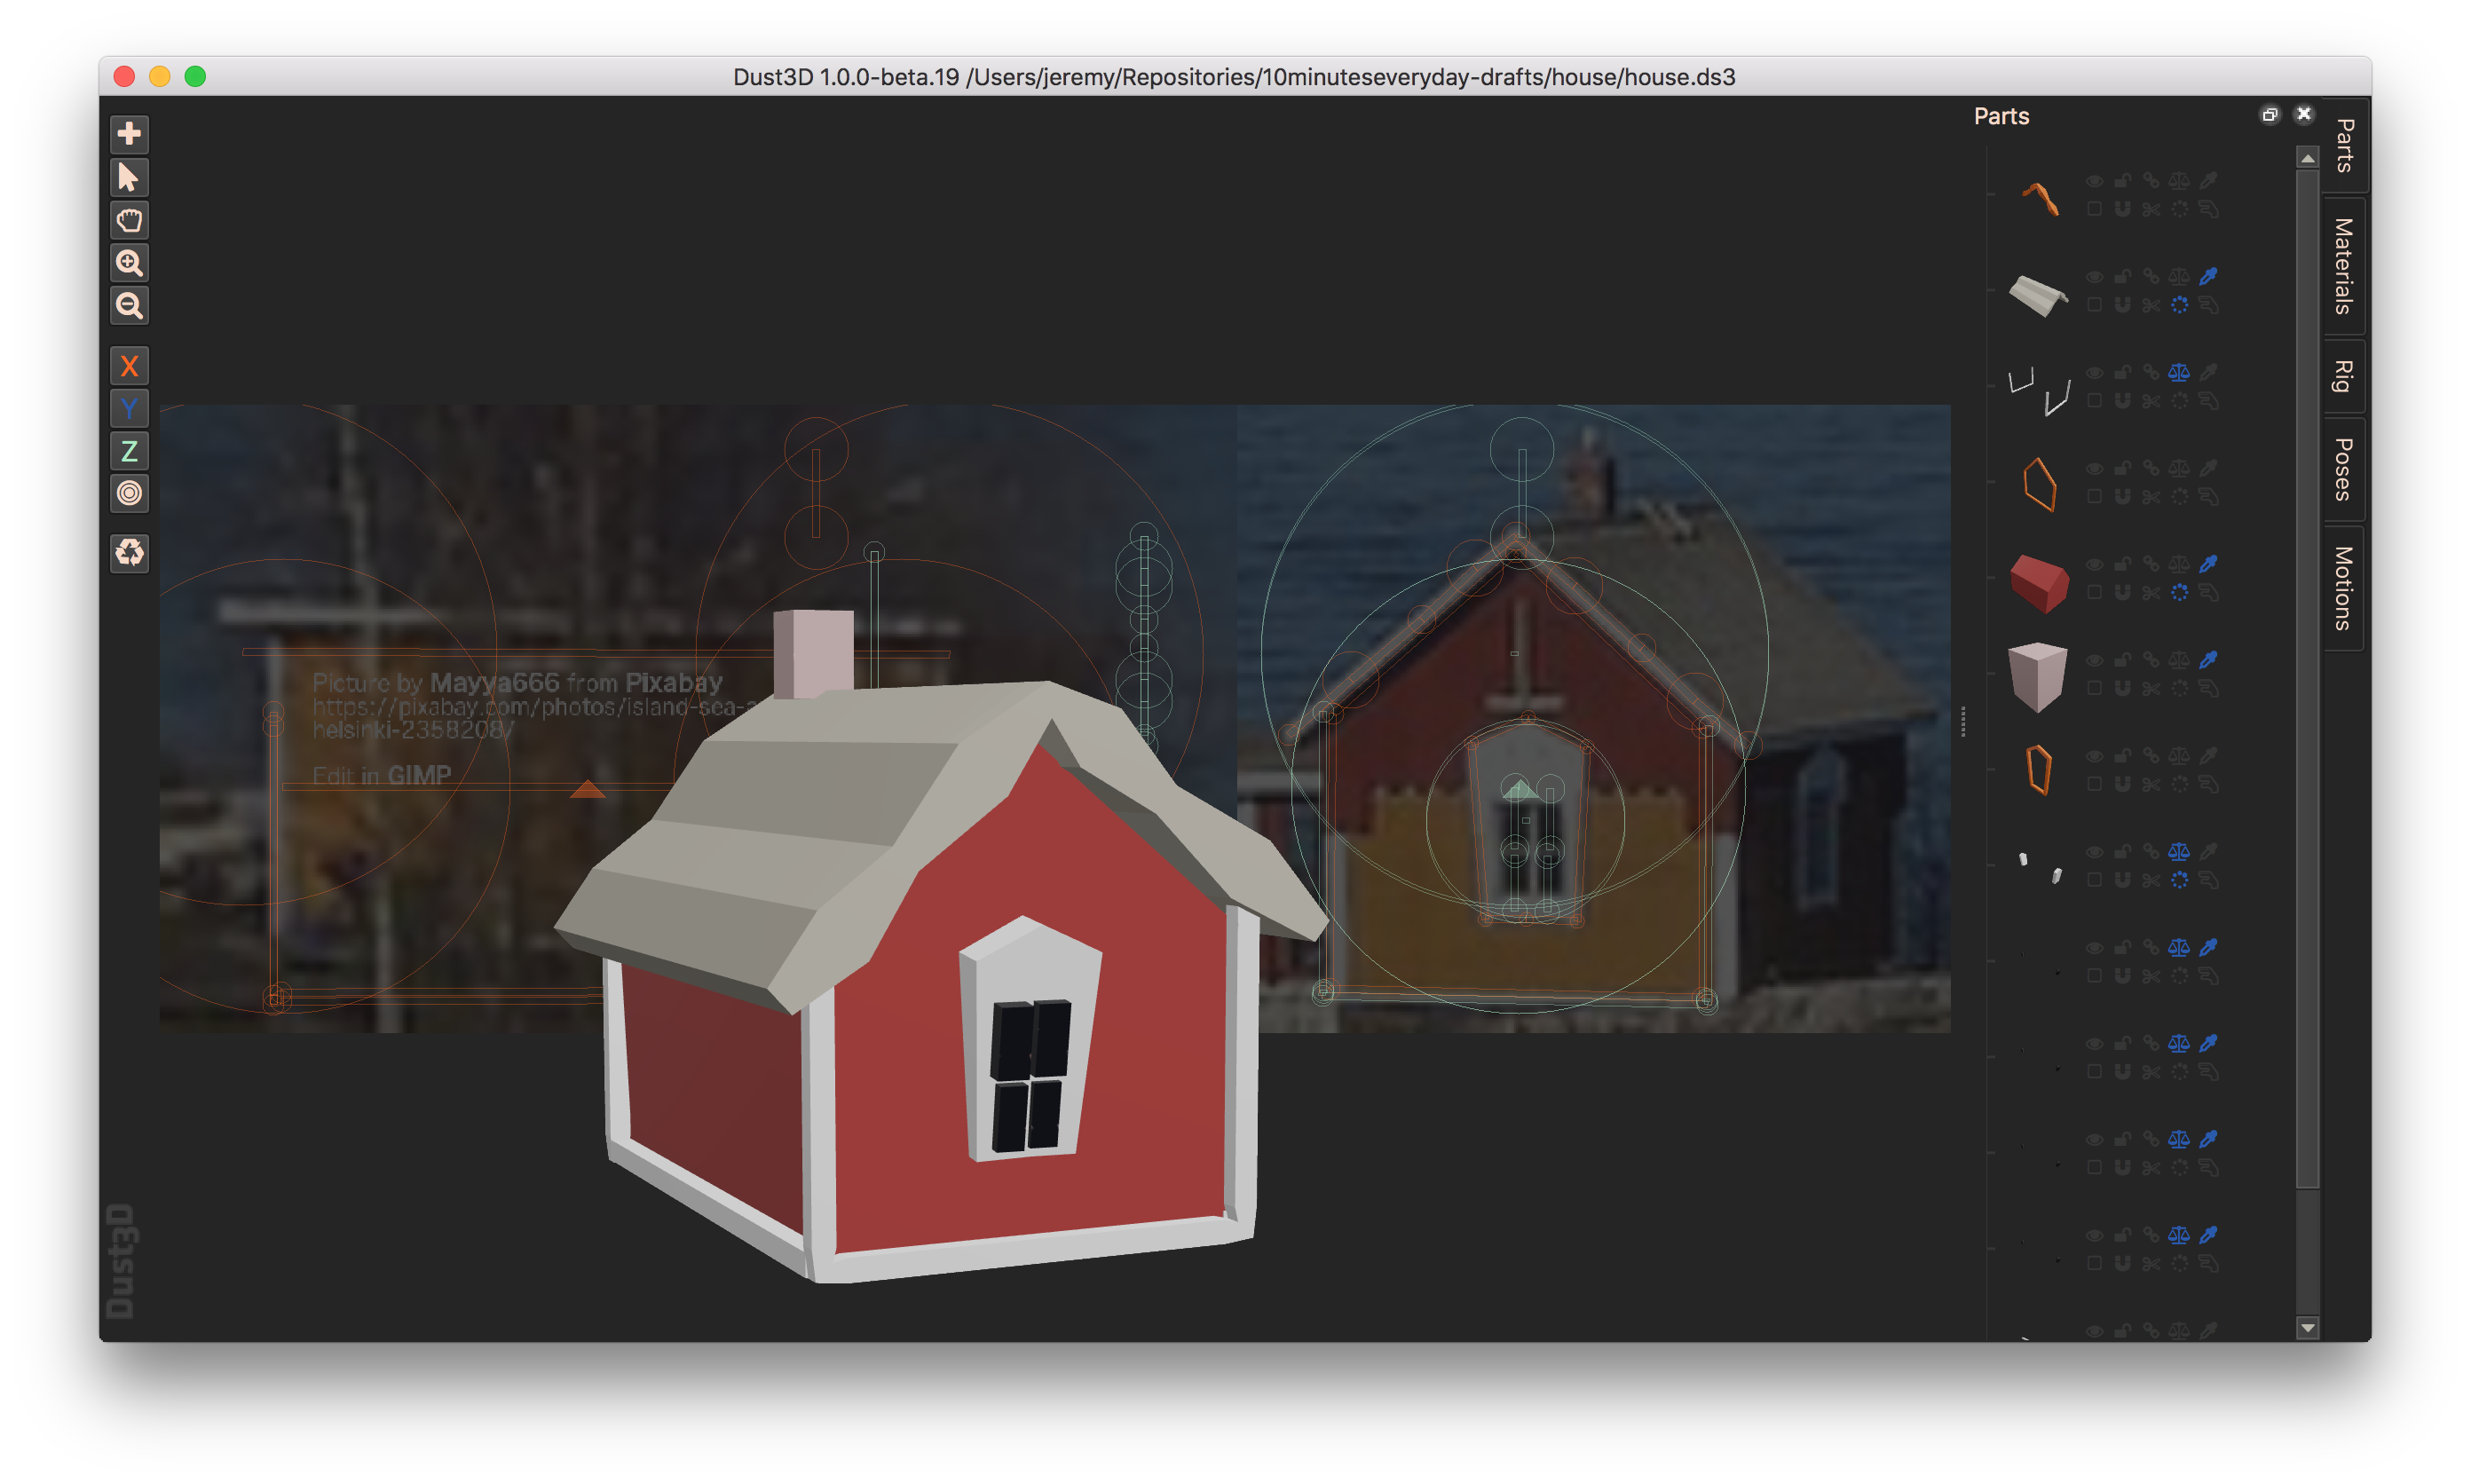 Dust3D 1.0.0-beta.19 /Users/jeremy/Repositories/10minuteseveryday-drafts/house/house.ds3
Parts
Parts
Materials
Rig
Poses
Motions
X
Y
Z
Picture by Mayya666 from Pixabay
https://pixabay.com/photos/island-sea-
helsinki-2358208/
Edit in GIMP
Dust3D